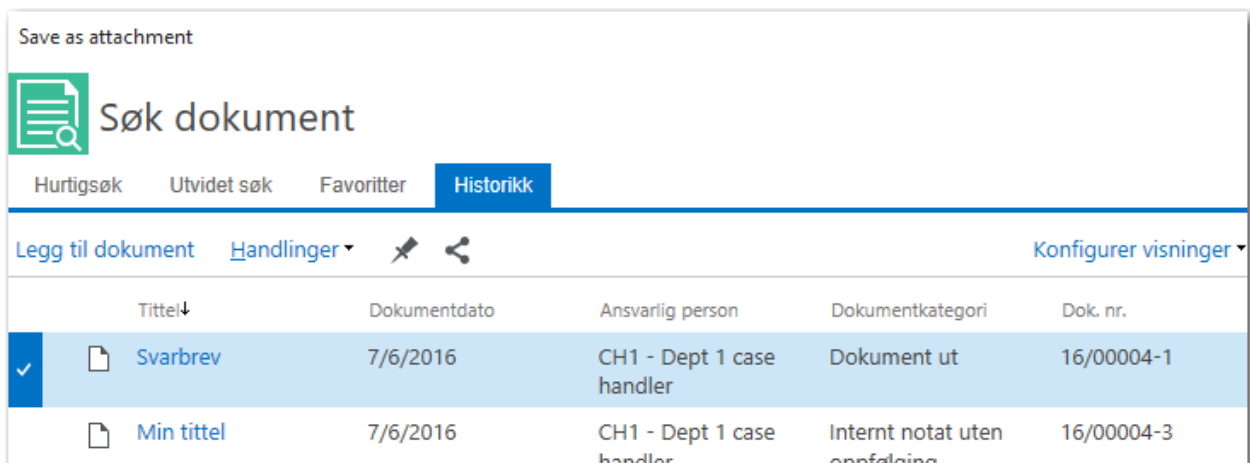 Save as attachment
Søk dokument
Hurtigsøk Utvidet søk Favoritter Historikk
Legg til dokument Handlinger Konfigurer visninger
Tittel Dokumentdato Ansvarlig person Dokumentkategori Dok. nr.
Svarbrev 7/6/2016 CH1 - Dept 1 case Dokument ut 16/00004-1
handler
Min tittel 7/6/2016 CH1 - Dept 1 case Internt notat uten 16/00004-3
handler oppfølging